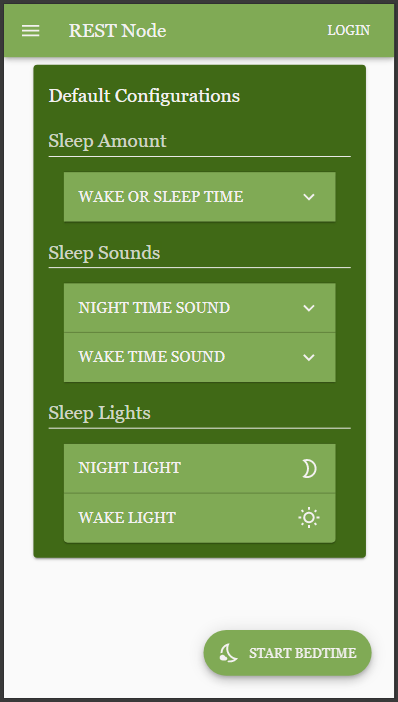 REST Node
LOGIN
Default Configurations
Sleep Amount
WAKE OR SLEEP TIME
Sleep Sounds
NIGHT TIME SOUND
WAKE TIME SOUND
Sleep Lights
NIGHT LIGHT
WAKE LIGHT
START BEDTIME